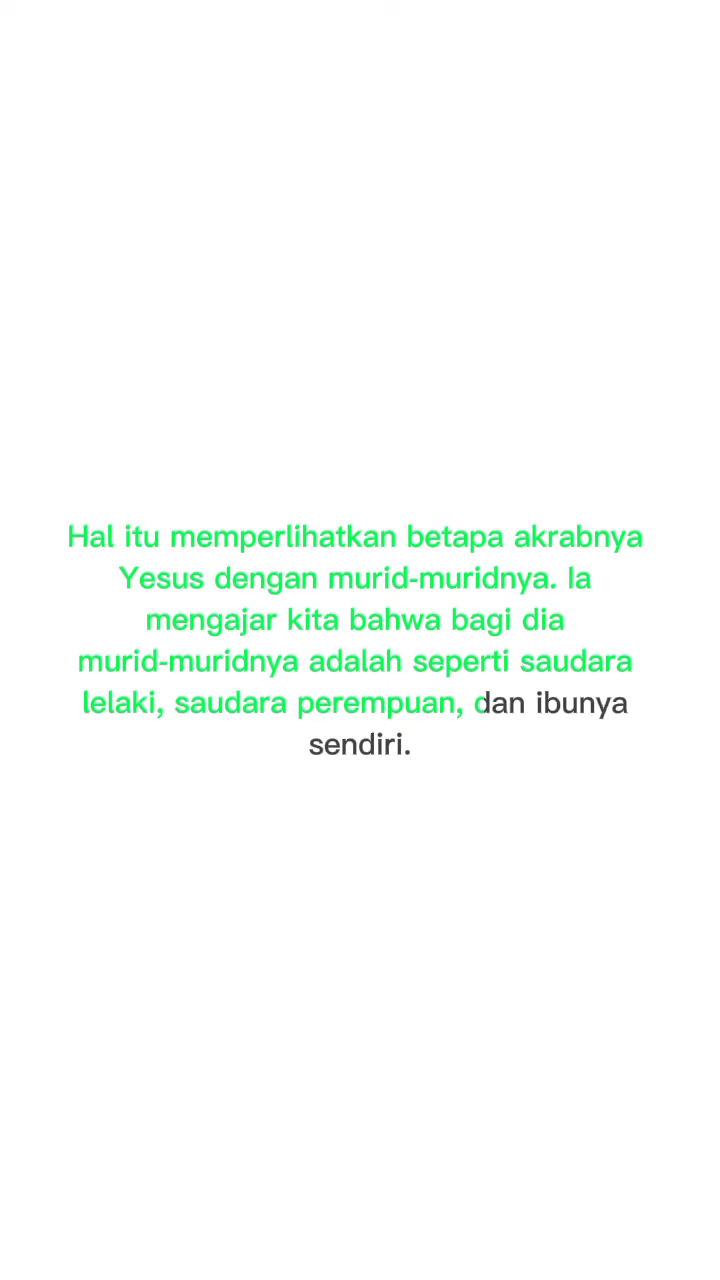 Hal itu memperlihatkan betapa akrabnya
Yesus dengan murid-muridnya. Ia
mengajar kita bahwa bagi dia
murid-muridnya adalah seperti saudara
lelaki, saudara perempuan, dan ibunya
sendiri.